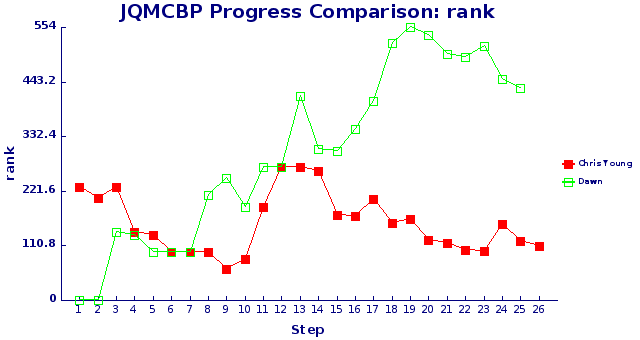 JQMCBP Progress Comparison: rank
554
443.2
332.4
221.6
110.8
0
rank
1 2 3 4 5 6 7 8 9 10 11 12 13 14 15 16 17 18 19 20 21 22 23 24 25 26
Step
Chris Young
Dawn